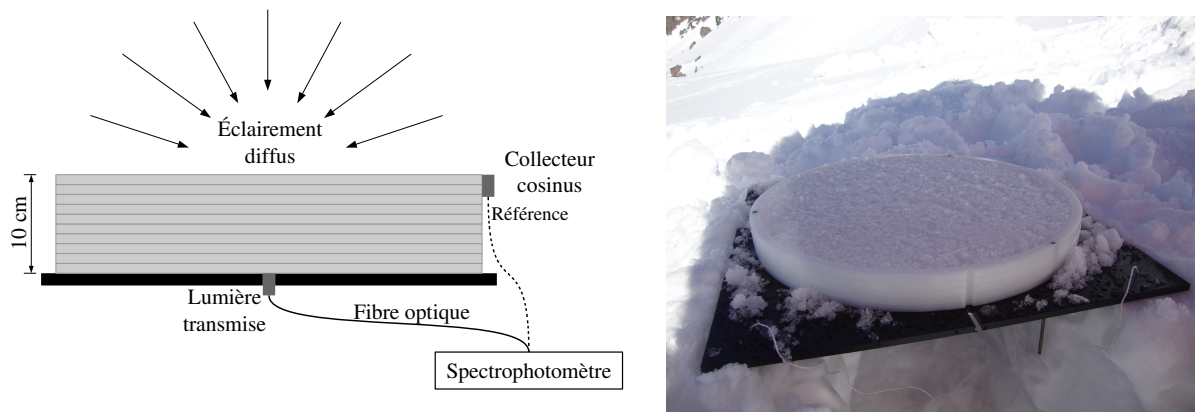 Éclairement
diffus
Collecteur
cosinus
Référence
10 cm
Lumière
transmise
Fibre optique
Spectrophotomètre